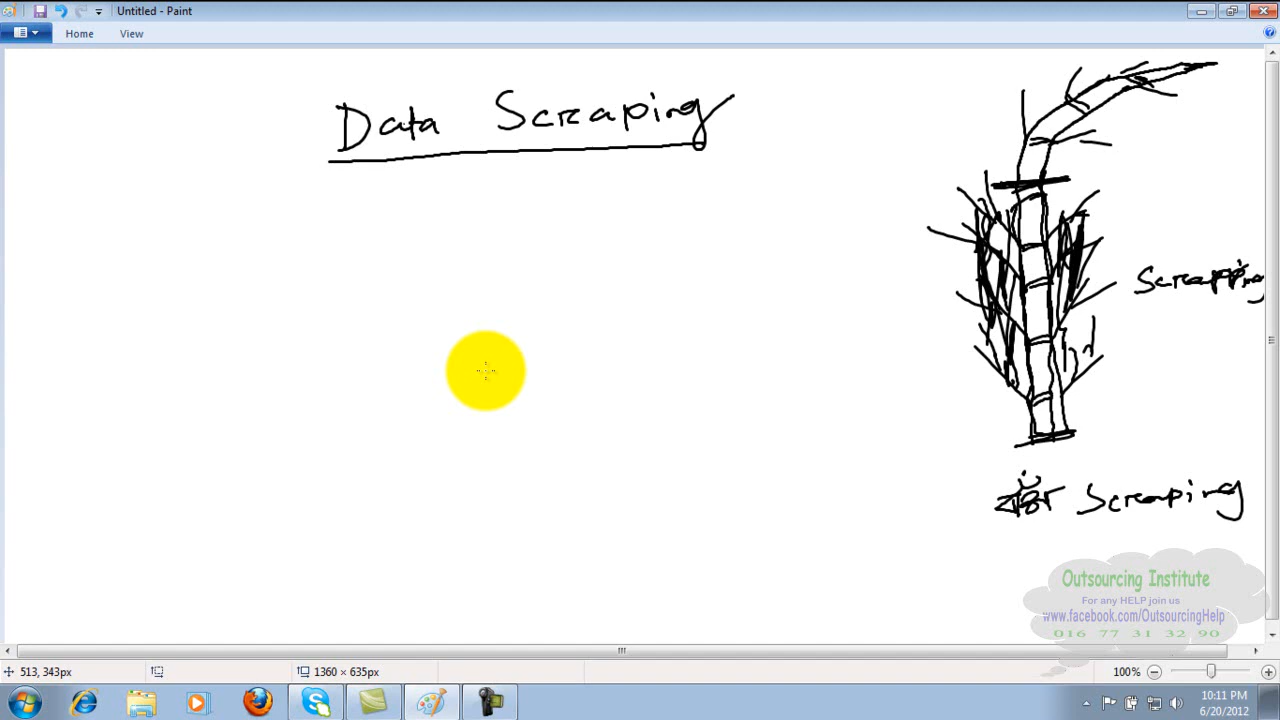 Untitled - Paint
Home View
Data Scraping
Scrapping
Scraping
Outsourcing Institute
For any HELP join us
www.facebook.com/OutsourcingHelp
016 77 31 32 90
513, 343px 1360 × 635px 100%
10:11 PM
6/20/2012